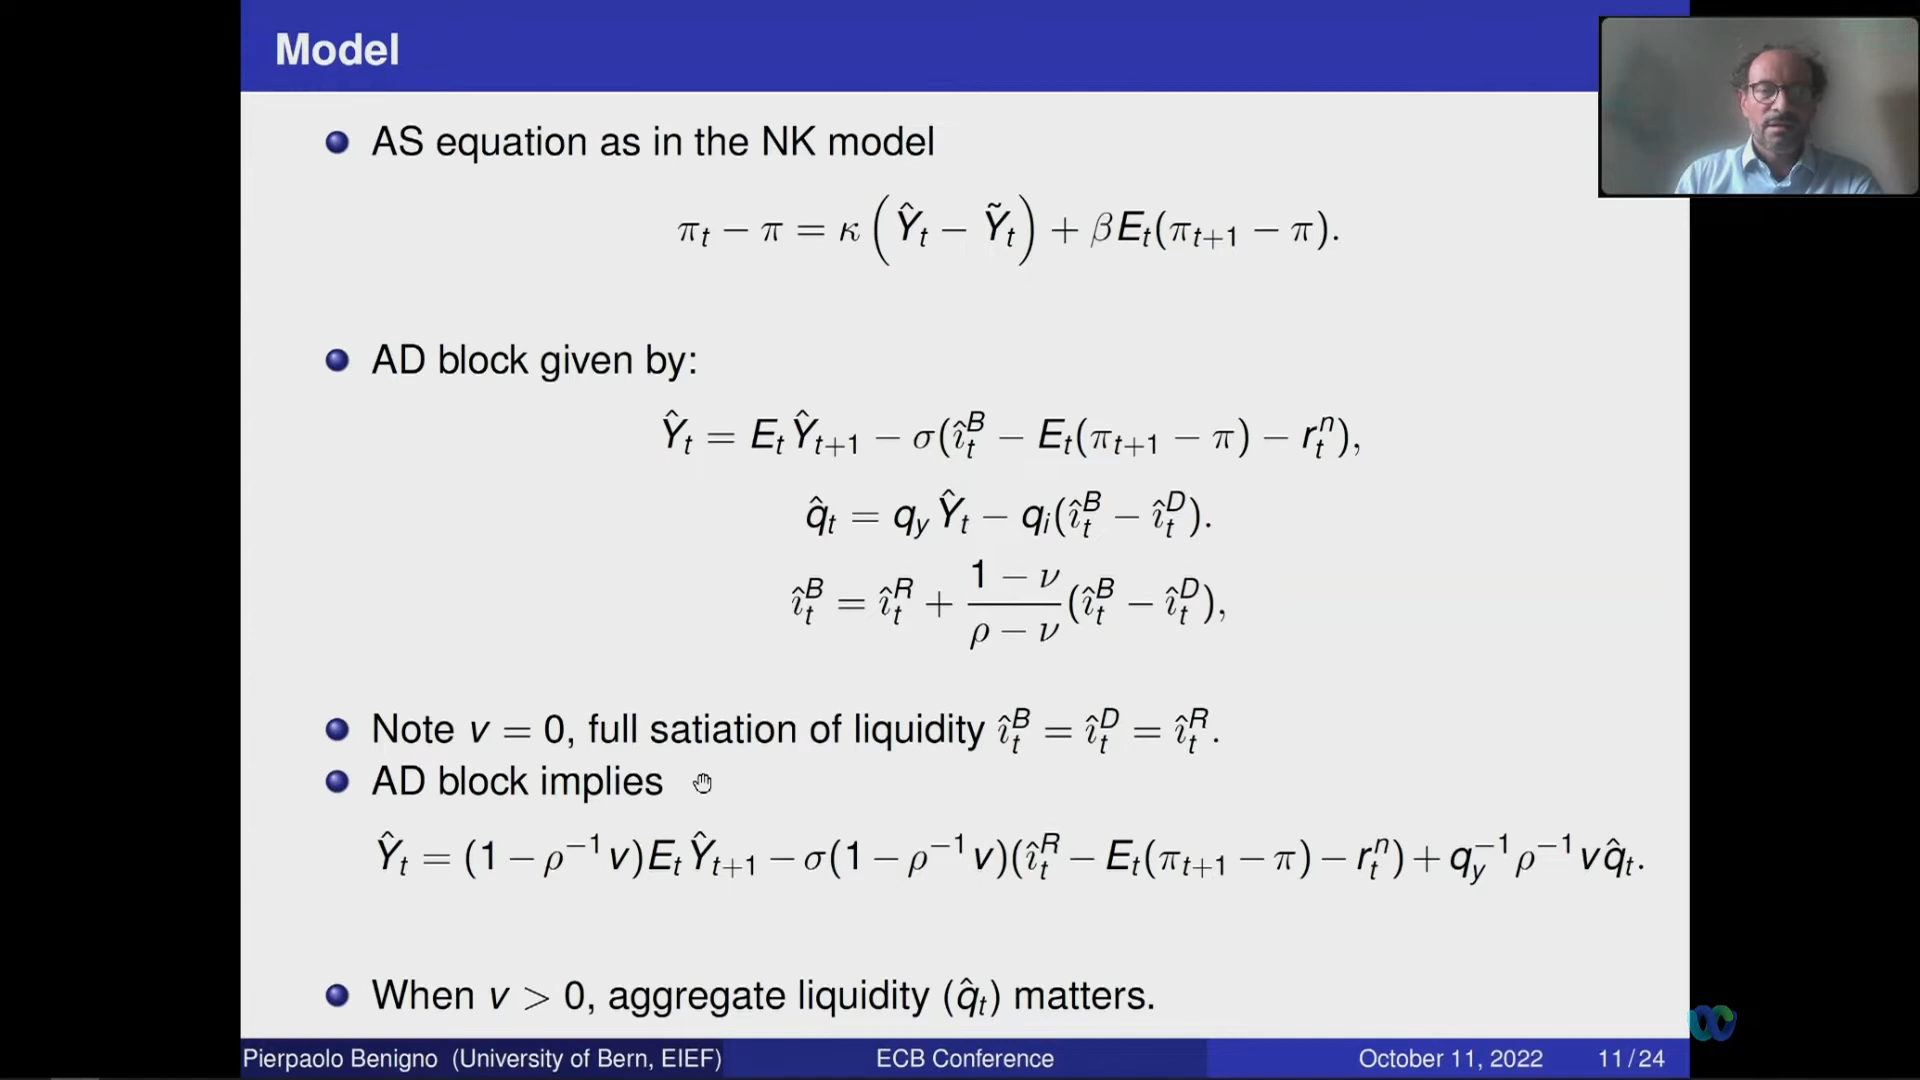 Model
AS equation as in the NK model
π_t − π = κ(Ŷ_t − Ỹ_t) + βE_t(π_{t+1} − π).
AD block given by:
Ŷ_t = E_tŶ_{t+1} − σ(î_t^B − E_t(π_{t+1} − π) − r_t^n),
q̂_t = q_yŶ_t − q_i(î_t^B − î_t^D).
î_t^B = î_t^R + \frac{1 − ν}{ρ − ν}(î_t^B − î_t^D),
Note v = 0, full satiation of liquidity î_t^B = î_t^D = î_t^R.
AD block implies
Ŷ_t = (1 − ρ^{−1}v)E_tŶ_{t+1} − σ(1 − ρ^{−1}v)(î_t^R − E_t(π_{t+1} − π) − r_t^n) + q_y^{−1}ρ^{−1}vq̂_t.
When v > 0, aggregate liquidity (q̂_t) matters.
Pierpaolo Benigno (University of Bern, EIEF) ECB Conference October 11, 2022 11/24